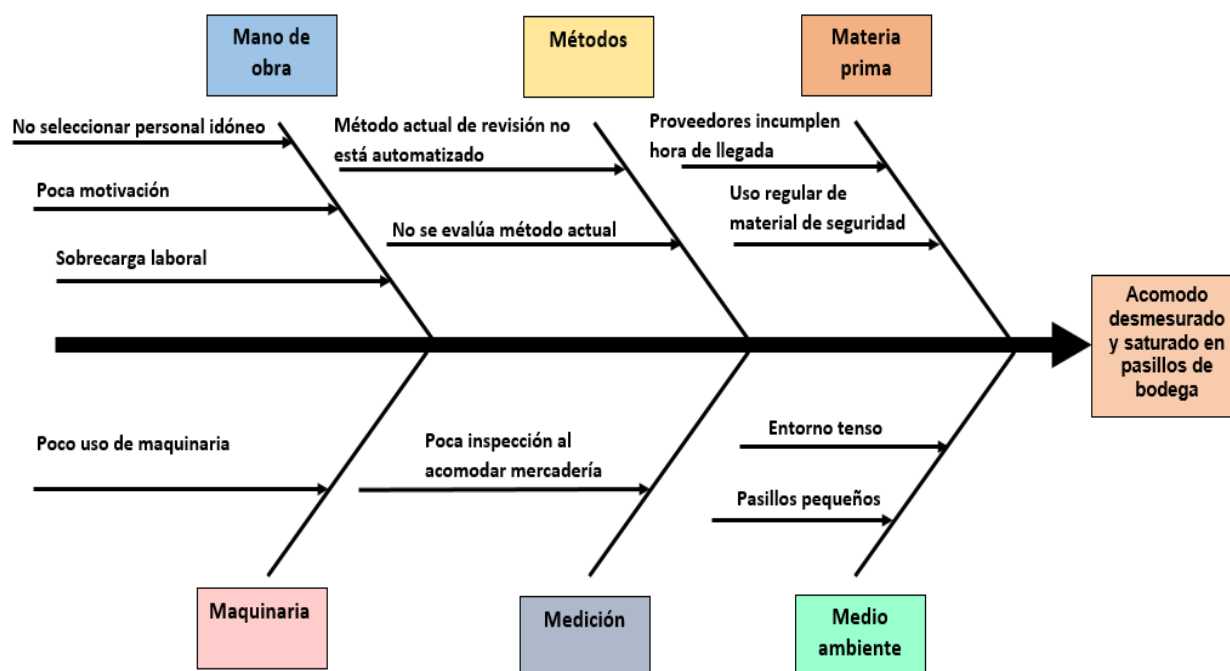 Mano de
obra
Métodos
Materia
prima
No seleccionar personal idóneo
Poca motivación
Sobrecarga laboral
Método actual de revisión no
está automatizado
No se evalúa método actual
Proveedores incumplen
hora de llegada
Uso regular de
material de seguridad
Acomodo
desmesurado
y saturado en
pasillos de
bodega
Poco uso de maquinaria
Poca inspección al
acomodar mercadería
Entorno tenso
Pasillos pequeños
Maquinaria
Medición
Medio
ambiente